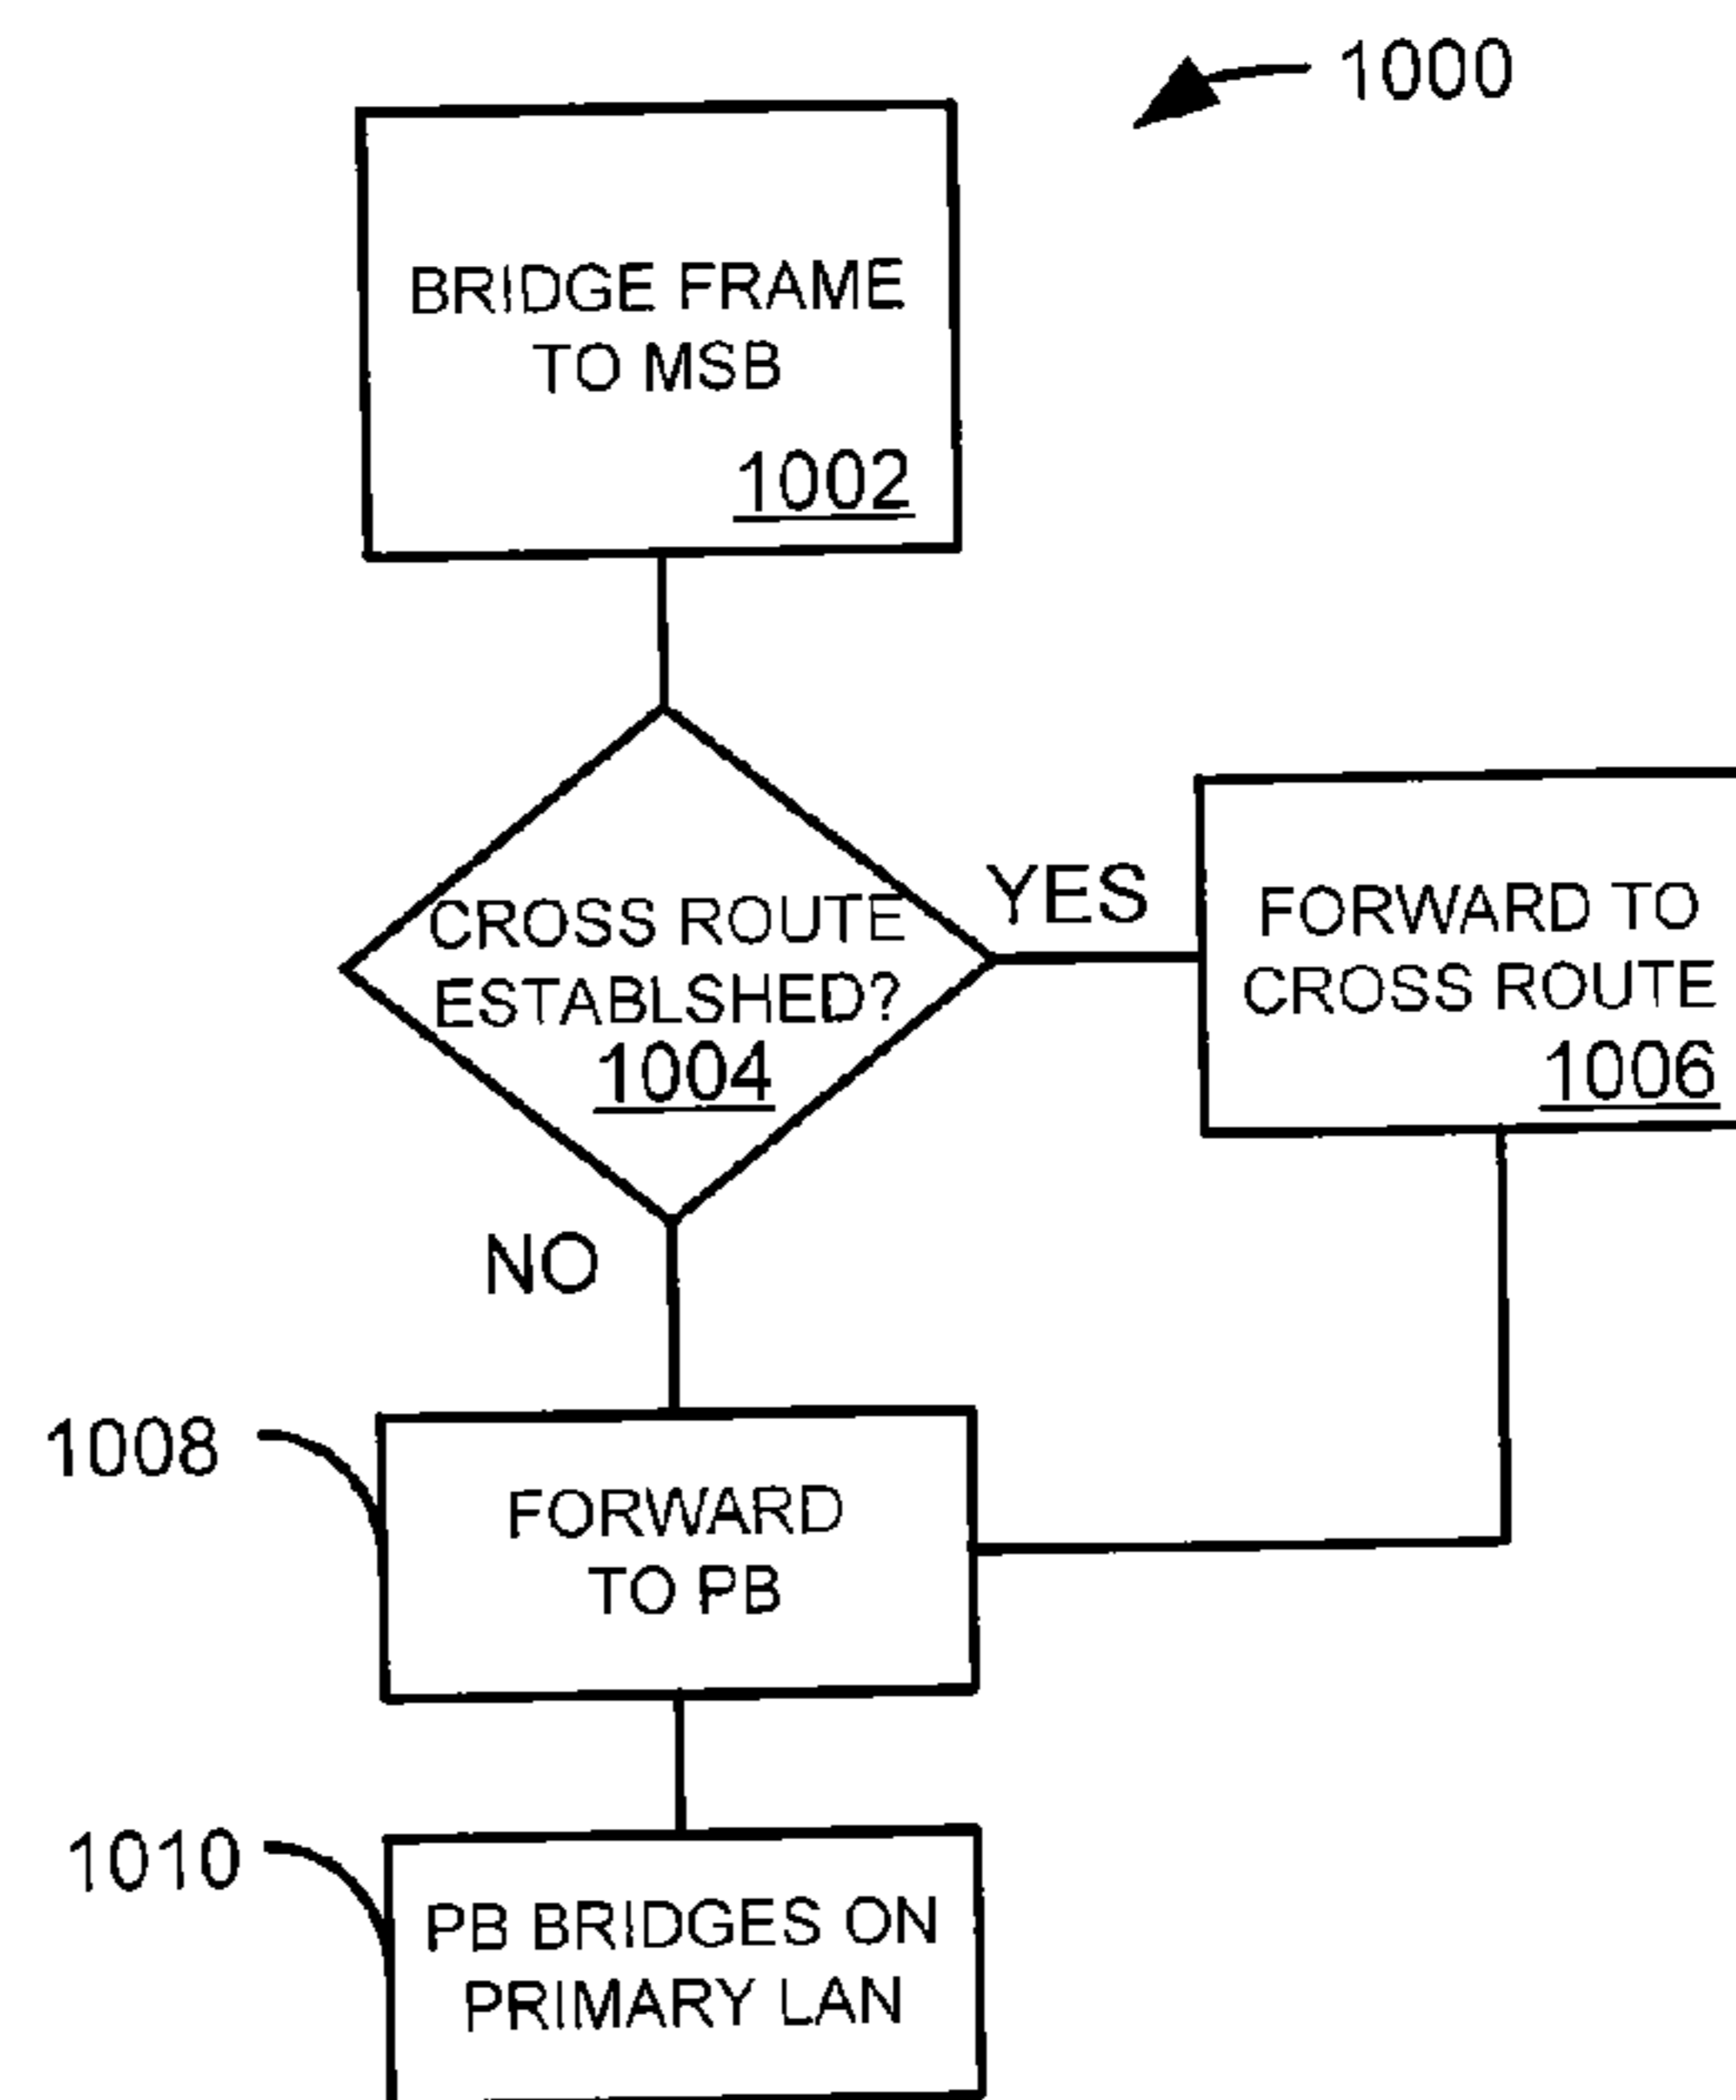 1000
BRIDGE FRAME
TO MSB
1002
CROSS ROUTE
ESTABLSHED?
1004
YES
FORWARD TO
CROSS ROUTE
1006
NO
1008
FORWARD
TO PB
1010
PB BRIDGES ON
PRIMARY LAN